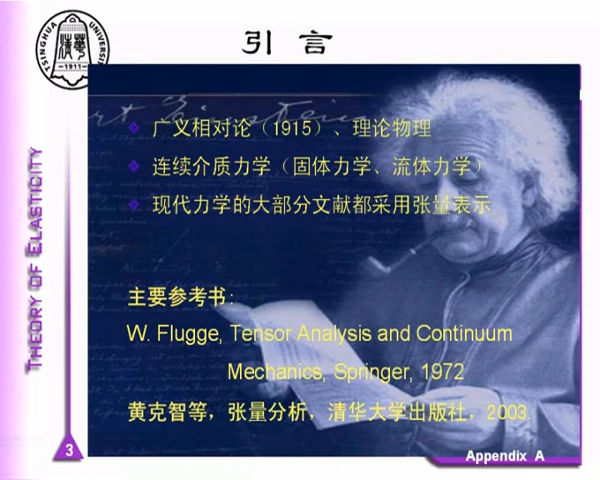 TSINGHUA UNIVERSITY
清华
1911
引 言
广义相对论（1915）、理论物理
连续介质力学（固体力学、流体力学）
现代力学的大部分文献都采用张量表示
主要参考书:
W. Flugge, Tensor Analysis and Continuum
Mechanics, Springer, 1972
黄克智等，张量分析，清华大学出版社，2003
THEORY OF ELASTICITY
3
Appendix A